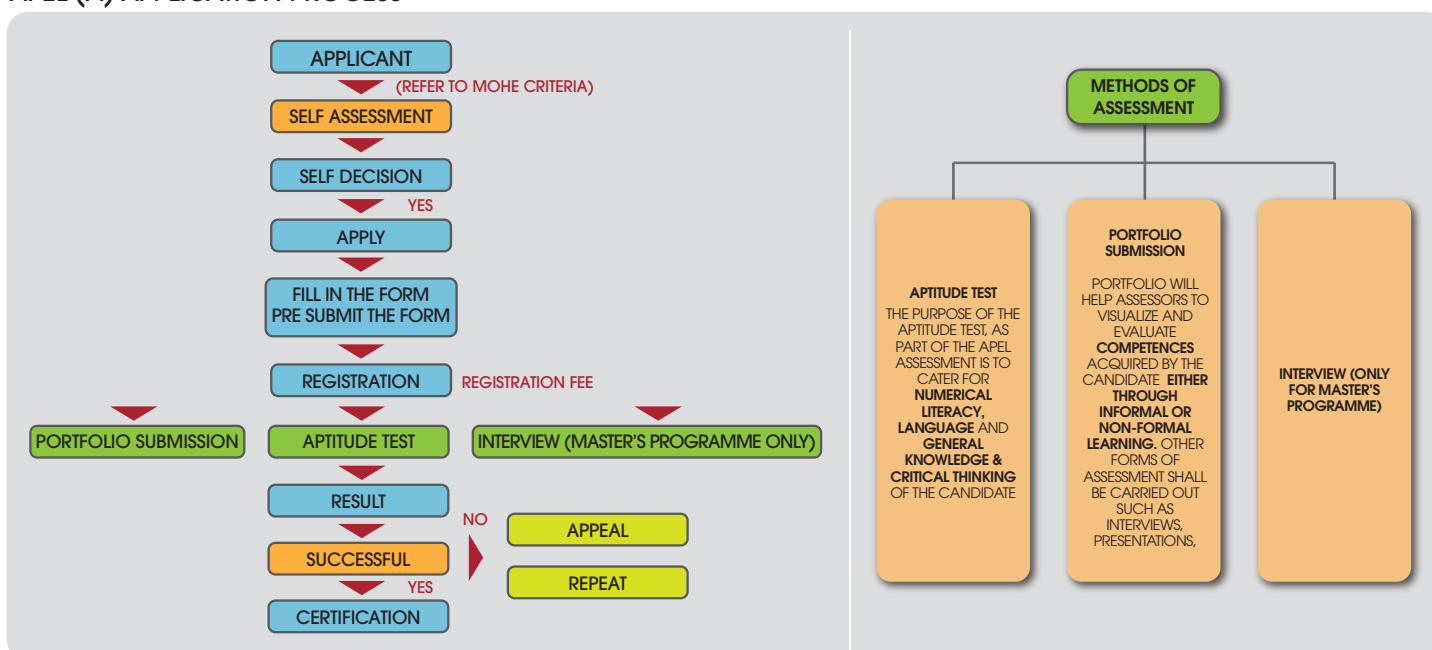 APPLICANT
(REFER TO MOHE CRITERIA)
SELF ASSESSMENT
SELF DECISION
YES
APPLY
FILL IN THE FORM
PRE SUBMIT THE FORM
REGISTRATION
REGISTRATION FEE
PORTFOLIO SUBMISSION
APTITUDE TEST
INTERVIEW (MASTER'S PROGRAMME ONLY)
RESULT
NO
APPEAL
SUCCESSFUL
REPEAT
YES
CERTIFICATION
METHODS OF
ASSESSMENT
APTITUDE TEST
THE PURPOSE OF THE
APTITUDE TEST, AS
PART OF THE APEL
ASSESSMENT IS TO
CATER FOR
NUMERICAL
LITERACY,
LANGUAGE AND
GENERAL
KNOWLEDGE &
CRITICAL THINKING
OF THE CANDIDATE
PORTFOLIO
SUBMISSION
PORTFOLIO WILL
HELP ASSESSORS TO
VISUALIZE AND
EVALUATE
COMPETENCES
ACQUIRED BY THE
CANDIDATE EITHER
THROUGH
INFORMAL OR
NON-FORMAL
LEARNING. OTHER
FORMS OF
ASSESSMENT SHALL
BE CARRIED OUT
SUCH AS
INTERVIEWS,
PRESENTATIONS,
INTERVIEW (ONLY
FOR MASTER'S
PROGRAMME)